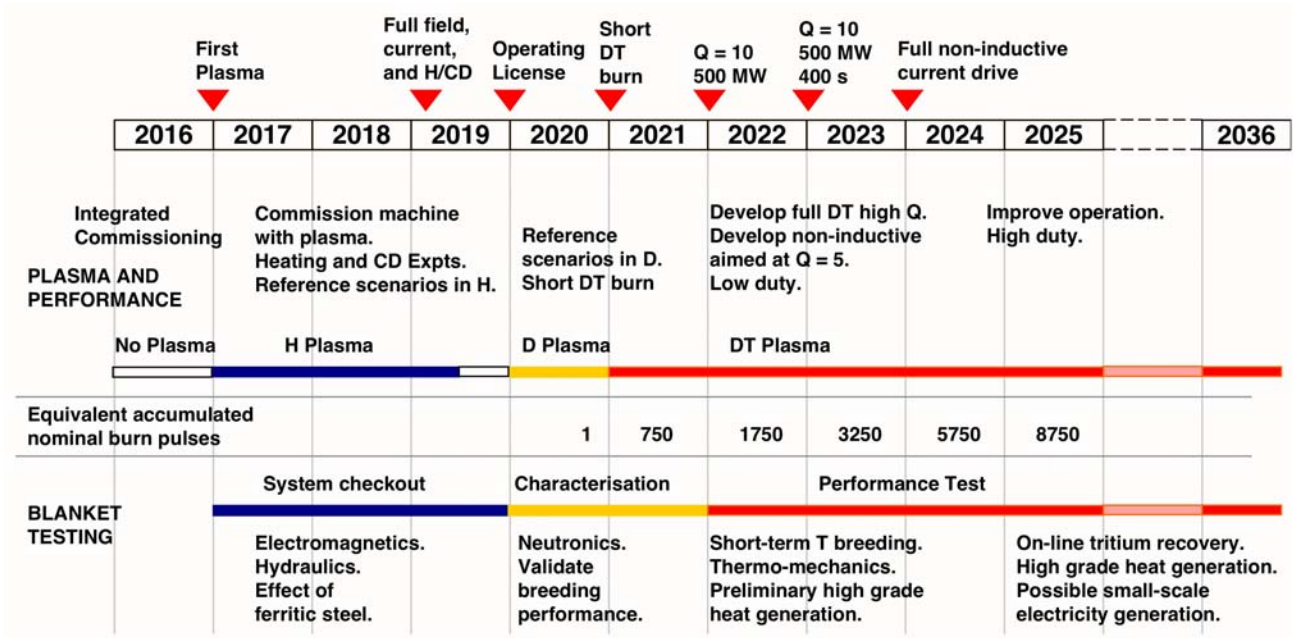 First
Plasma
Full field,
current,
and H/CD
Operating
License
Short
DT
burn
Q = 10
500 MW
Q = 10
500 MW
400 s
Full non-inductive
current drive
2016 2017 2018 2019 2020 2021 2022 2023 2024 2025 2036
Integrated
Commissioning
PLASMA AND
PERFORMANCE
Commission machine
with plasma.
Heating and CD Expts.
Reference scenarios in H.
Reference
scenarios in D.
Short DT burn
Develop full DT high Q.
Develop non-inductive
aimed at Q = 5.
Low duty.
Improve operation.
High duty.
No Plasma H Plasma D Plasma DT Plasma
Equivalent accumulated
nominal burn pulses
1 750 1750 3250 5750 8750
System checkout Characterisation Performance Test
BLANKET
TESTING
Electromagnetics.
Hydraulics.
Effect of
ferritic steel.
Neutronics.
Validate
breeding
performance.
Short-term T breeding.
Thermo-mechanics.
Preliminary high grade
heat generation.
On-line tritium recovery.
High grade heat generation.
Possible small-scale
electricity generation.